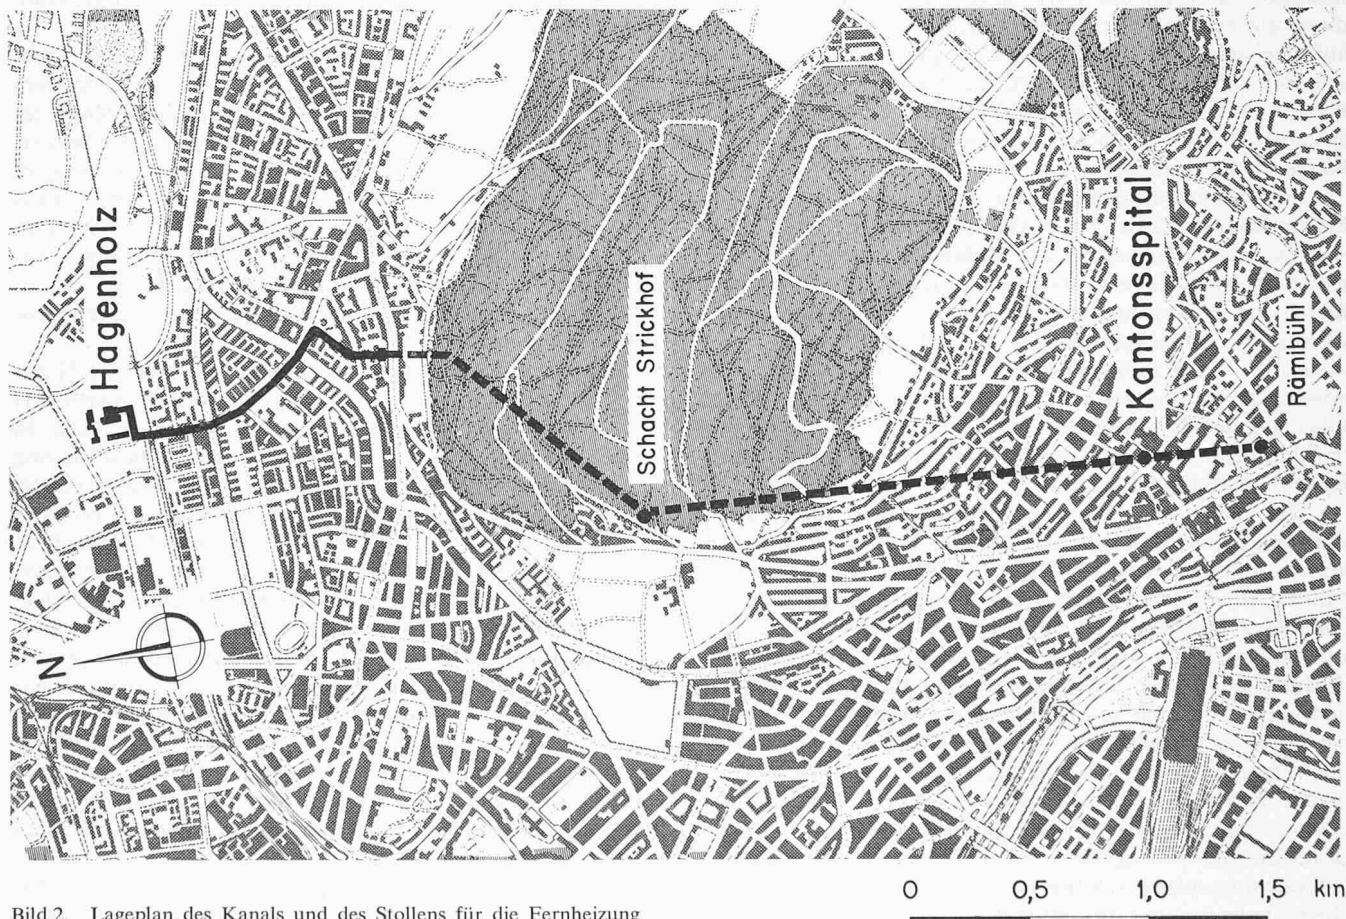 Hagenholz
Schacht Strickhof
Kantonsspital
Rämibühl
N
0 0,5 1,0 1,5 km
Bild 2. Lageplan des Kanals und des Stollens für die Fernheizung